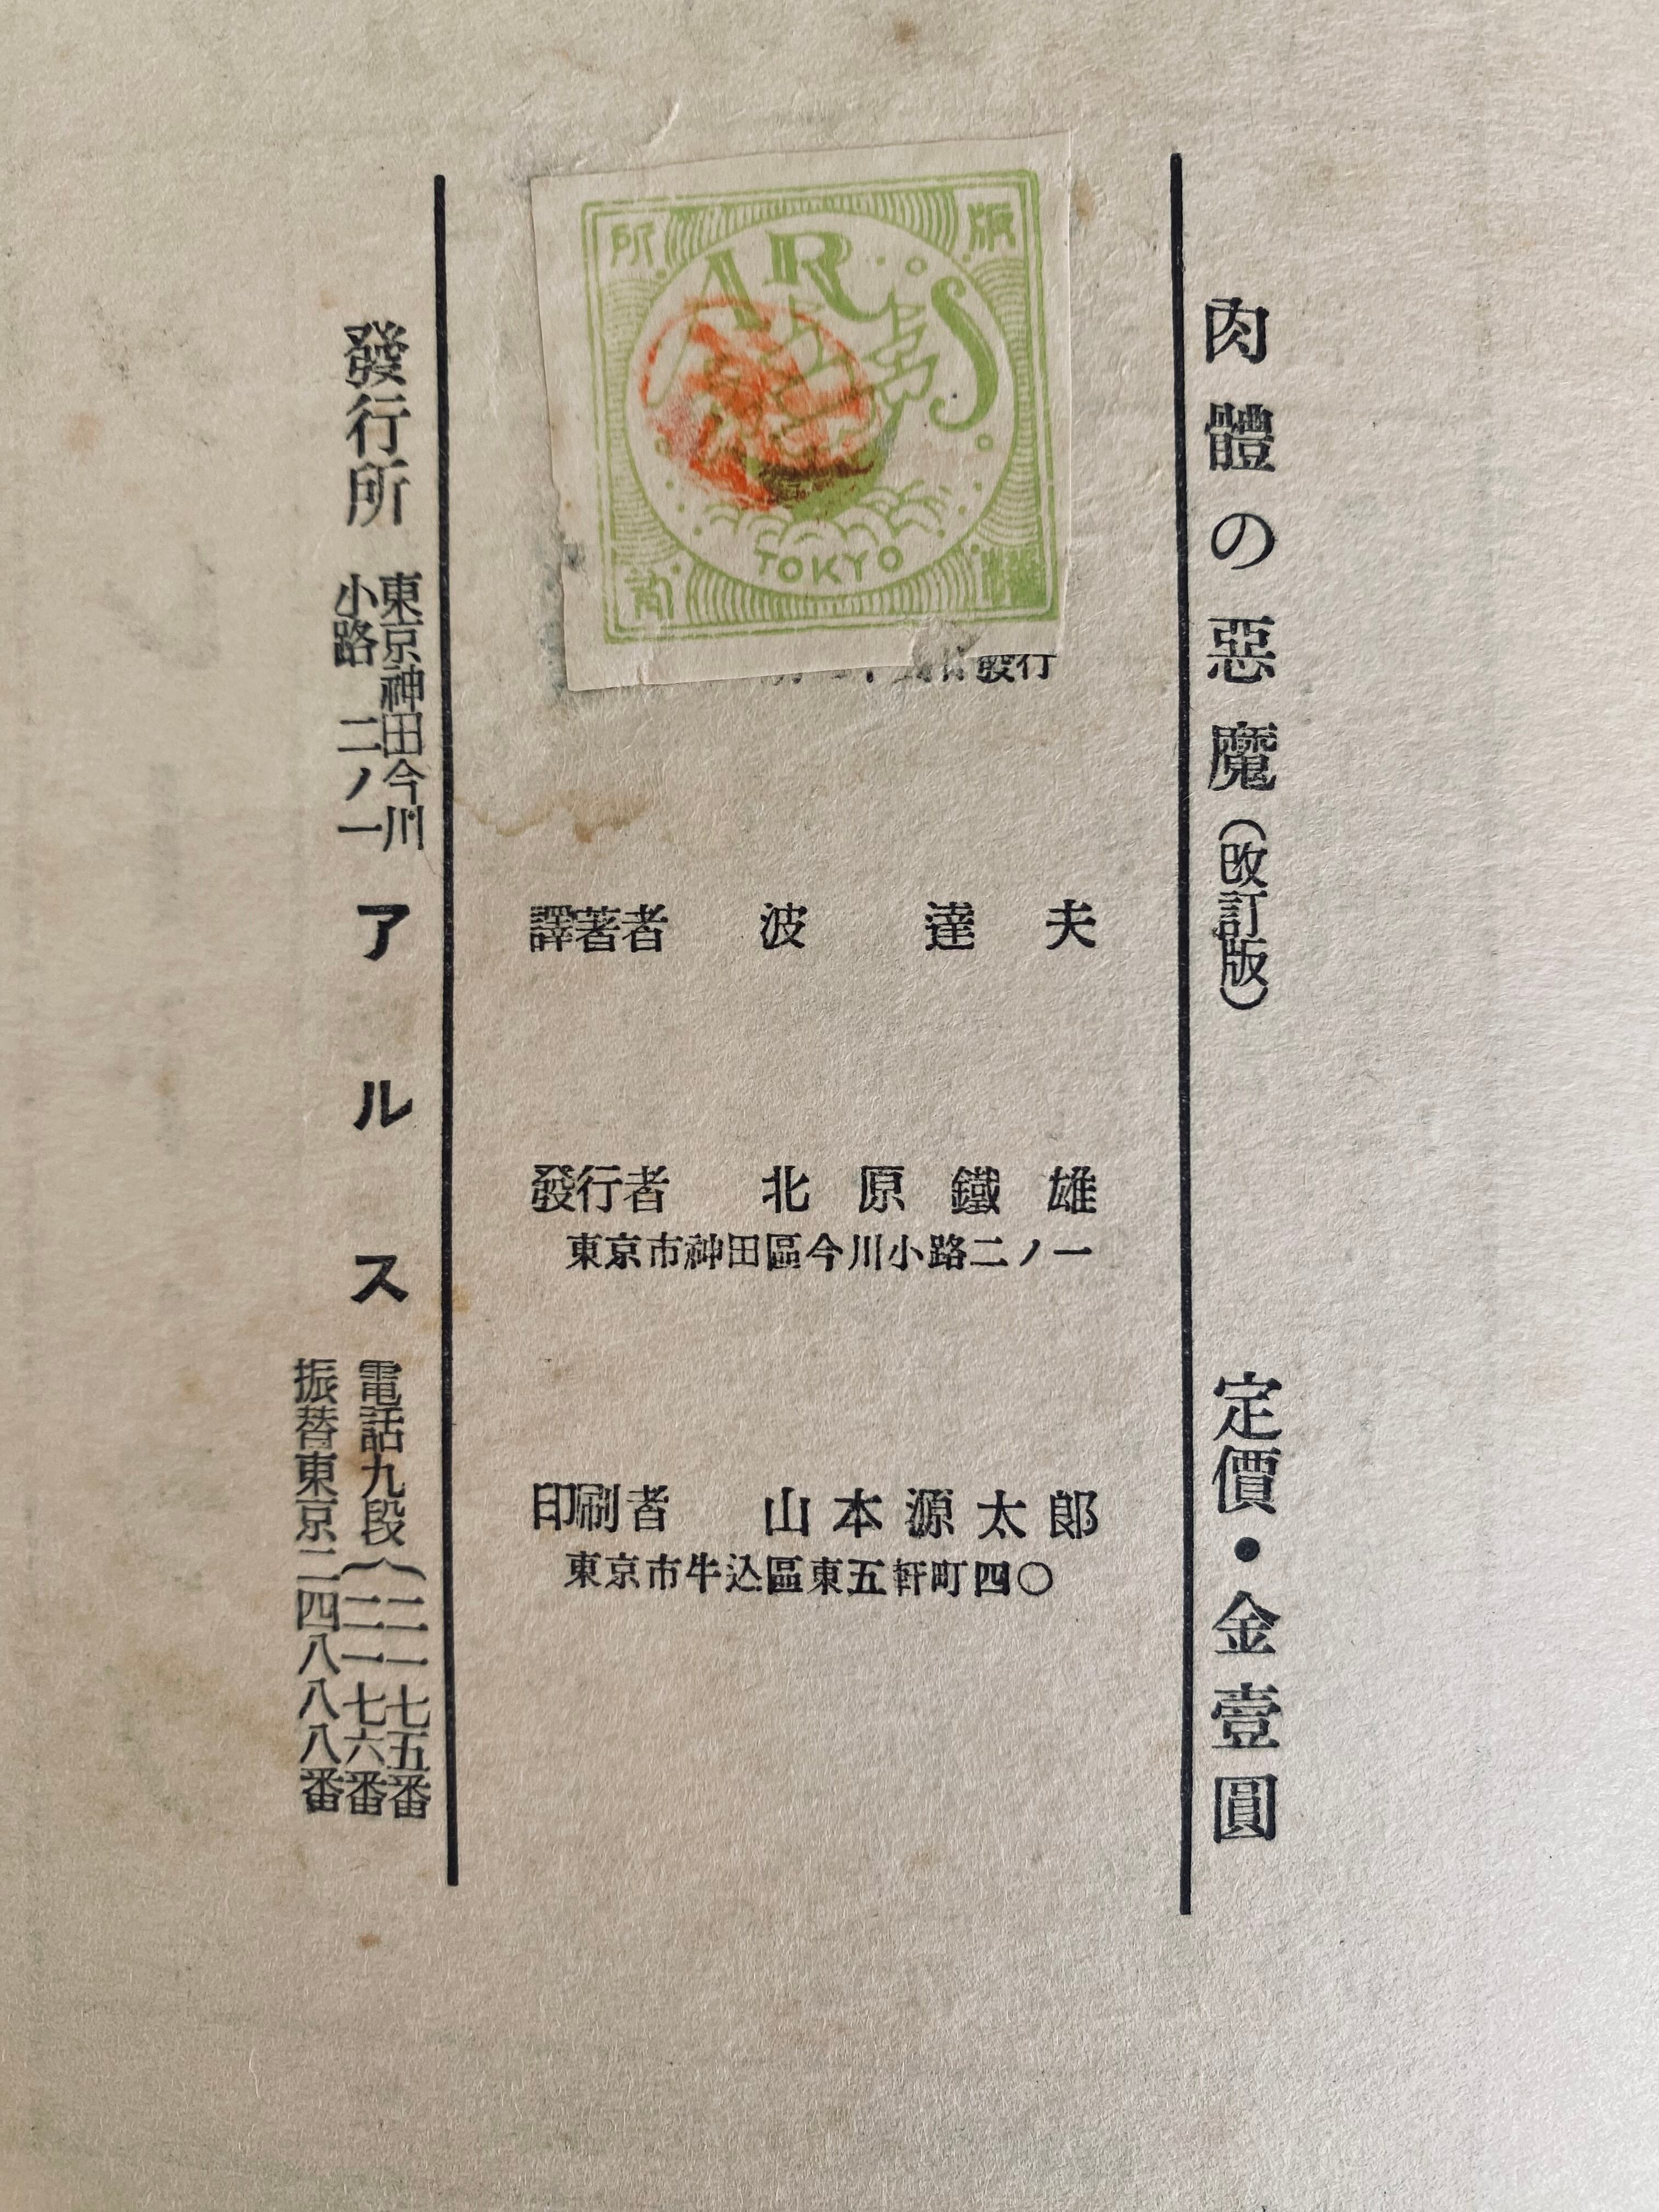 肉體の惡魔(改訂版)
定價・金壹圓
版
所
ARS
TOKYO
發行
譯著者 波達夫
發行者 北原鐵雄
東京市神田區今川小路二ノ一
印刷者 山本源太郎
東京市牛込區東五軒町四〇
發行所
東京神田今川
小路二ノ一
アルス
電話九段
二一七五番
二一七六番
振替東京二四八八八番